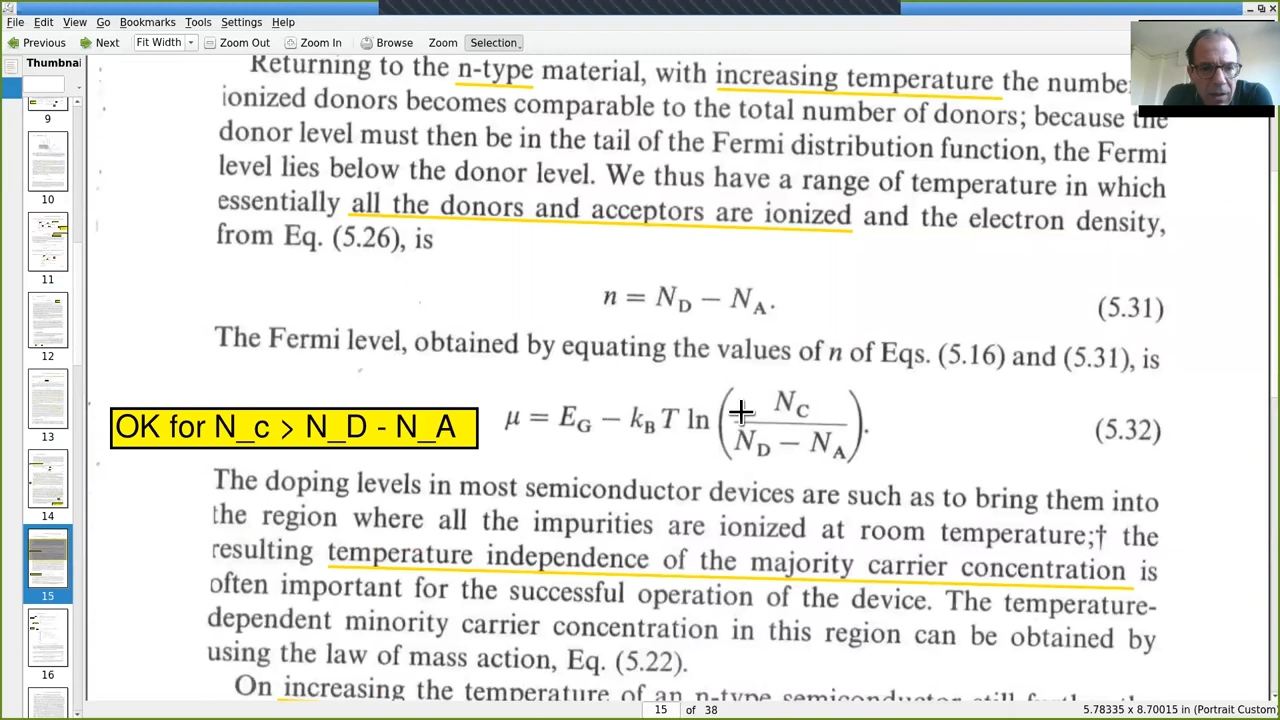 File Edit View Go Bookmarks Tools Settings Help
Previous Next Fit Width Zoom Out Zoom In Browse Zoom Selection
Thumbnai
9
10
11
12
13
14
15
16
Returning to the n-type material, with increasing temperature the number
ionized donors becomes comparable to the total number of donors; because the
donor level must then be in the tail of the Fermi distribution function, the Fermi
level lies below the donor level. We thus have a range of temperature in which
essentially all the donors and acceptors are ionized and the electron density,
from Eq. (5.26), is
n = N_D − N_A. (5.31)
The Fermi level, obtained by equating the values of n of Eqs. (5.16) and (5.31), is
OK for N_c > N_D - N_A
μ = E_G − k_B T ln (N_C / (N_D − N_A)). (5.32)
The doping levels in most semiconductor devices are such as to bring them into
the region where all the impurities are ionized at room temperature;† the
resulting temperature independence of the majority carrier concentration is
often important for the successful operation of the device. The temperature-
dependent minority carrier concentration in this region can be obtained by
using the law of mass action, Eq. (5.22).
On increasing the temperature of an n-type semiconductor still
15 of 38 5.78335 x 8.70015 in (Portrait Custom)